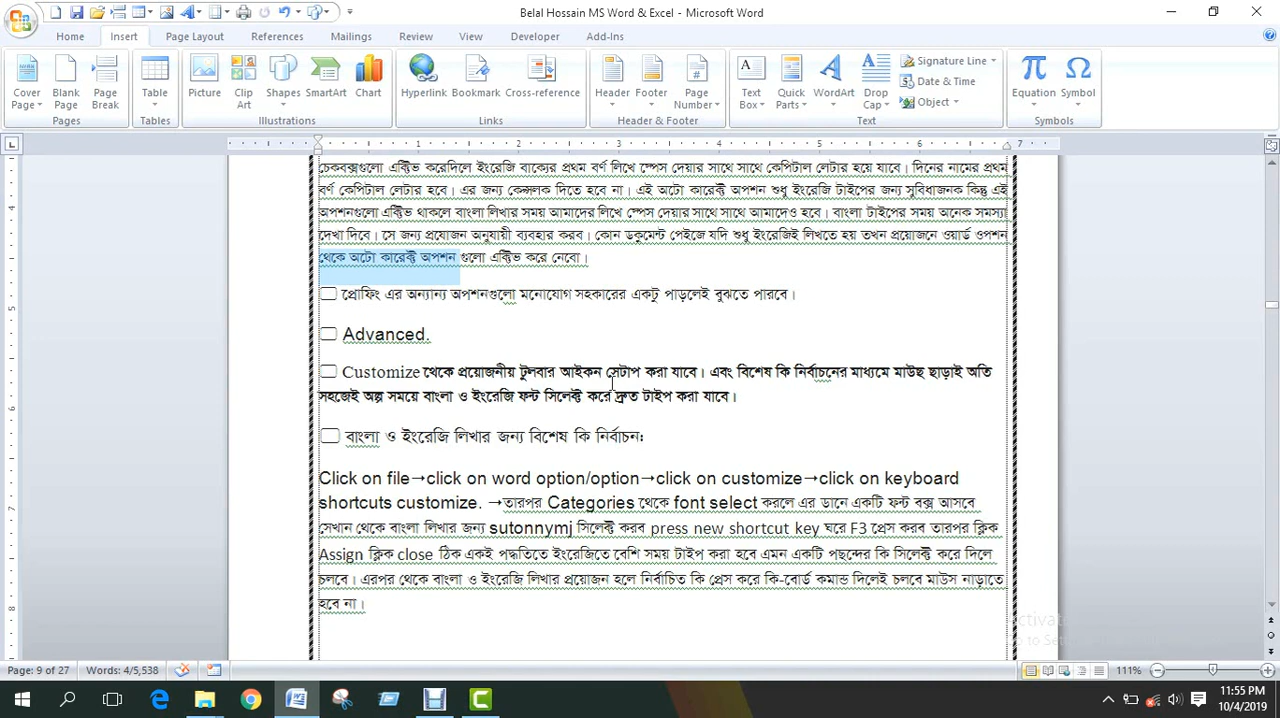 Belal Hossain MS Word & Excel - Microsoft Word
Home Insert Page Layout References Mailings Review View Developer Add-Ins
Cover Page Blank Page Page Break Table Picture Clip Art Shapes SmartArt Chart Hyperlink Bookmark Cross-reference Header Footer Page Number Text Box Quick Parts WordArt Drop Cap Signature Line Date & Time Object Equation Symbol
Pages Tables Illustrations Links Header & Footer Text Symbols
1 2 3 4 5 6 7
চেকবক্সগুলো এক্টিভ করেদিলে ইংরেজি বাক্যের প্রথম বর্ণ লিখে স্পেস দেয়ার সাথে সাথে কেপিটাল লেটার হয়ে যাবে। দিনের নামের প্রথম
বর্ণ কেপিটাল লেটার হবে। এর জন্য কেপ্সলক দিতে হবে না। এই অটো কারেক্ট অপশন শুধু ইংরেজি টাইপের জন্য সুবিধাজনক কিন্তু এই
অপশনগুলো এক্টিভ থাকলে বাংলা লিখার সময় আমাদের লিখে স্পেস দেয়ার সাথে সাথে আমাদেও হবে। বাংলা টাইপের সময় অনেক সমস্যা
দেখা দিবে। সে জন্য প্রযোজন অনুযায়ী ব্যবহার করব। কোন ডকুমেন্ট পেইজে যদি শুধু ইংরেজিই লিখতে হয় তখন প্রয়োজনে ওয়ার্ড ওপশন
থেকে অটো কারেক্ট অপশন গুলো এক্টিভ করে নেবো।
প্রোফিং এর অন্যান্য অপশনগুলো মনোযোগ সহকারের একটু পাড়লেই বুঝতে পারবে।
Advanced.
Customize থেকে প্রয়োজনীয় টুলবার আইকন সেটাপ করা যাবে। এবং বিশেষ কি নির্বাচনের মাধ্যমে মাউছ ছাড়াই অতি
সহজেই অল্প সময়ে বাংলা ও ইংরেজি ফন্ট সিলেক্ট করে দ্রুত টাইপ করা যাবে।
বাংলা ও ইংরেজি লিখার জন্য বিশেষ কি নির্বাচন:
Click on file→click on word option/option→click on customize→click on keyboard
shortcuts customize. →তারপর Categories থেকে font select করলে এর ডানে একটি ফন্ট বক্স আসবে
সেখান থেকে বাংলা লিখার জন্য sutonnymj সিলেক্ট করব press new shortcut key ঘরে F3 প্রেস করব তারপর ক্লিক
Assign ক্লিক close ঠিক একই পদ্ধতিতে ইংরেজিতে বেশি সময় টাইপ করা হবে এমন একটি পছন্দের কি সিলেক্ট করে দিলে
চলবে। এরপর থেকে বাংলা ও ইংরেজি লিখার প্রয়োজন হলে নির্বাচিত কি প্রেস করে কি-বোর্ড কমান্ড দিলেই চলবে মাউস নাড়াতে
হবে না।
Page: 9 of 27 Words: 4/5,538 111%
11:55 PM
10/4/2019